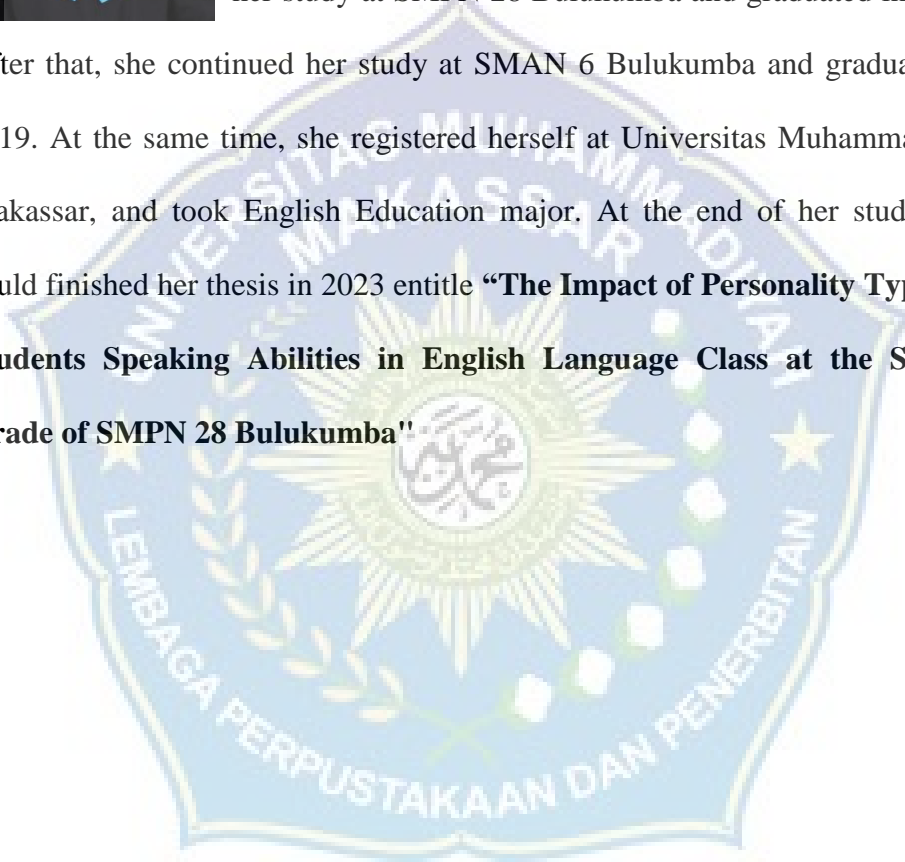 her study at SMPN 28 Bulukumba and graduated in
fter that, she continued her study at SMAN 6 Bulukumba and gradua
19. At the same time, she registered herself at Universitas Muhamma
akassar, and took English Education major. At the end of her stud
uld finished her thesis in 2023 entitle “The Impact of Personality Typ
udents Speaking Abilities in English Language Class at the S
rade of SMPN 28 Bulukumba"
UNIVERSITAS MUHAMMADIYAH
MAKASSAR
LEMBAGA PERPUSTAKAAN DAN PENERBITAN